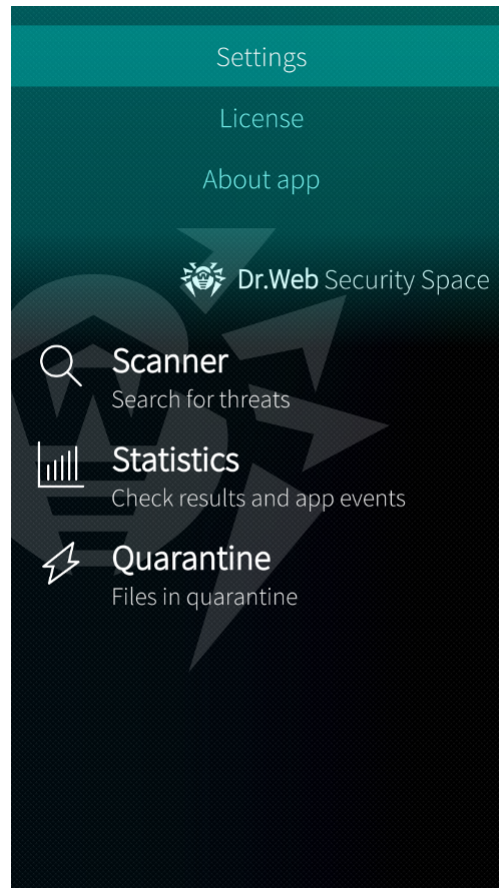 Settings
License
About app
Dr.Web Security Space
Scanner
Search for threats
Statistics
Check results and app events
Quarantine
Files in quarantine